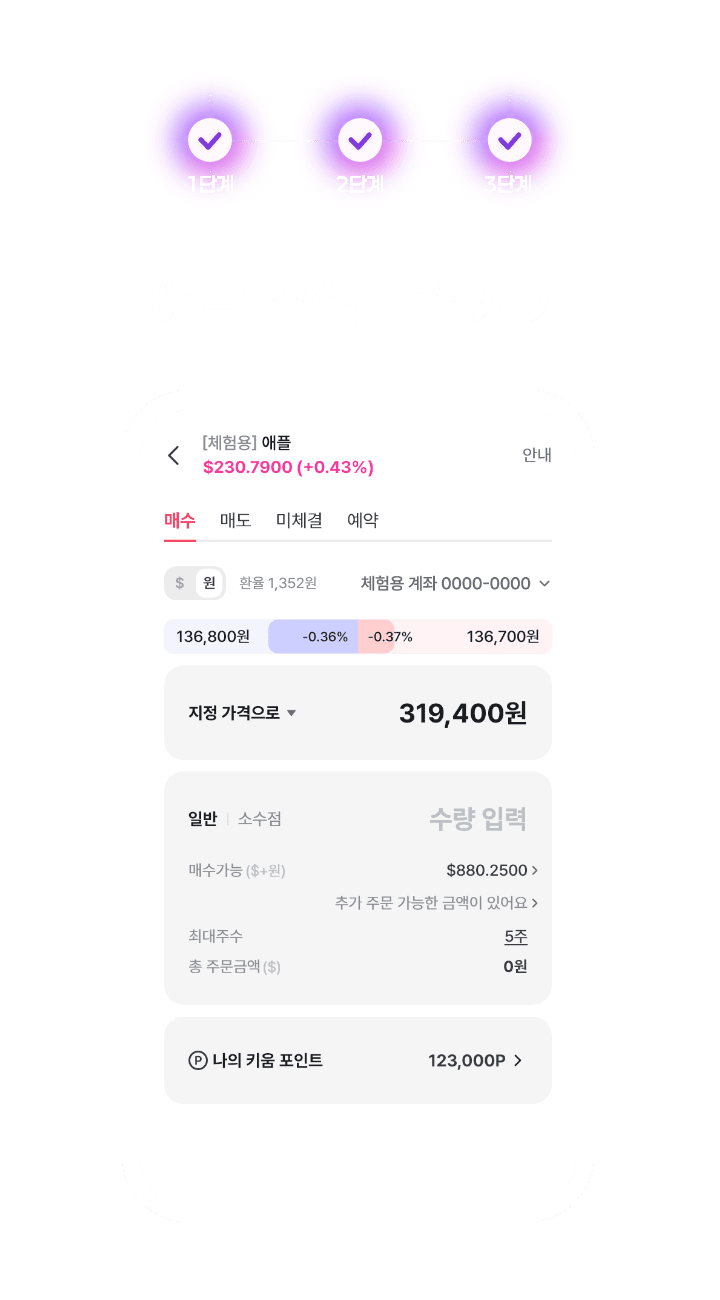 1단계 2단계 3단계
[체험용] 애플
$230.7900 (+0.43%)
안내
매수 매도 미체결 예약
$ 원 환율 1,352원 체험용 계좌 0000-0000
136,800원 -0.36% -0.37% 136,700원
지정 가격으로 319,400원
일반 소수점 수량 입력
매수가능 ($+원) $880.2500
추가 주문 가능한 금액이 있어요
최대주수 5주
총 주문금액 ($) 0원
P 나의 키움 포인트 123,000P